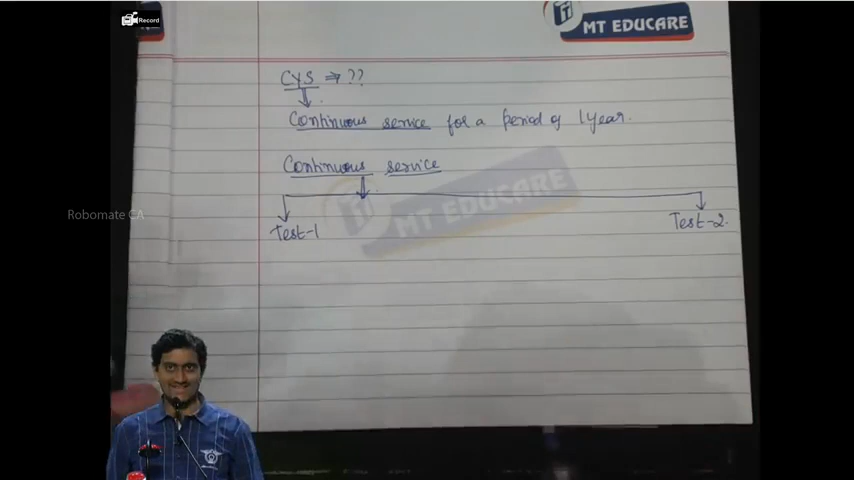 Record
MT EDUCARE
CYS ⇒ ??
Continuous service for a period of 1 year.
Continuous service
MT EDUCARE
Robomate CA
Test-1
Test-2.